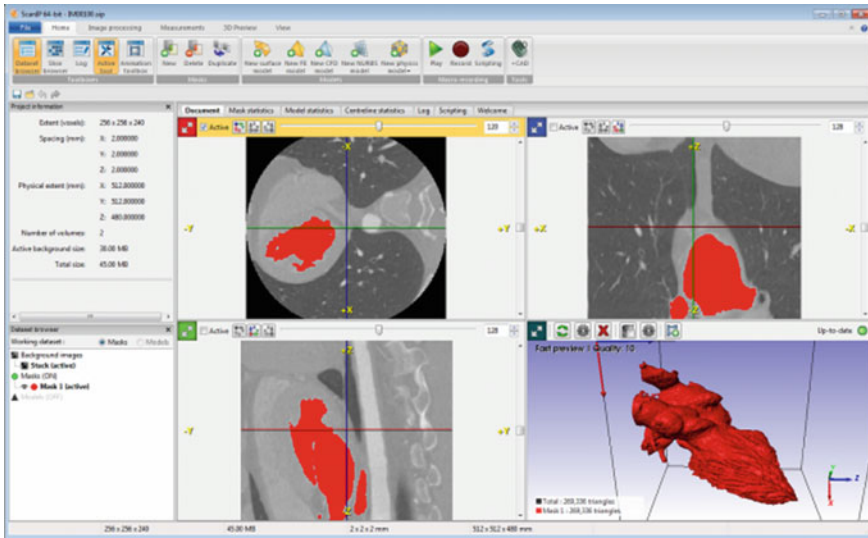 ScanIP 64-bit - IM00100.sip
File Home Image processing Measurements 3D Preview View
Dataset browser Slice browser Log Active tool Animation Toolbox New Delete Duplicate New surface model New FE model New CFD model New NURBS model New physics model Play Record Scripting +CAD
Toolboxes Masks Models Macro recording Tools
Project information
Document Mask statistics Model statistics Centreline statistics Log Scripting Welcome
Extent (voxels): 256 x 256 x 240
Spacing (mm): X: 2.000000
Y: 2.000000
Z: 2.000000
Physical extent (mm): X: 512.000000
Y: 512.000000
Z: 480.000000
Number of volumes: 2
Active background size: 30.00 MB
Total size: 45.00 MB
Active 128
-X
-Y +Y
+X
Active 128
+Z
+X -X
-Z
Dataset browser
Working dataset: Masks Models
Background images
Stack (active)
Masks (ON)
Mask 1 (active)
Models (OFF)
Active 128
+Z
-Y +Y
-Z
Up-to-date
Fast preview | Quality: 10
Total : 269,336 triangles
Mask 1 : 269,336 triangles
Y
Z
X
256 x 256 x 240 45.00 MB 2 x 2 x 2 mm 512 x 512 x 480 mm